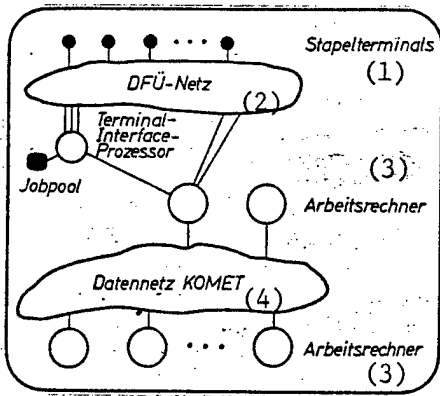 Stapelterminals
(1)
DFÜ-Netz
(2)
Terminal-
Interface-
Prozessor
Jobpool
(3)
Arbeitsrechner
Datennetz KOMET
(4)
Arbeitsrechner
(3)